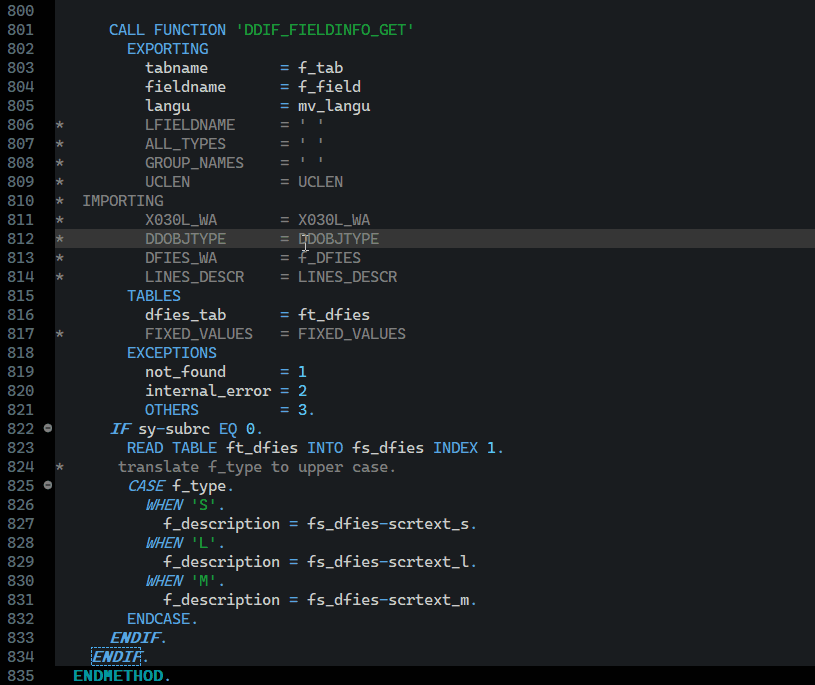 800
801 CALL FUNCTION 'DDIF_FIELDINFO_GET'
802 EXPORTING
803 tabname = f_tab
804 fieldname = f_field
805 langu = mv_langu
806 * LFIELDNAME = ' '
807 * ALL_TYPES = ' '
808 * GROUP_NAMES = ' '
809 * UCLEN = UCLEN
810 * IMPORTING
811 * X030L_WA = X030L_WA
812 * DDOBJTYPE = DDOBJTYPE
813 * DFIES_WA = f_DFIES
814 * LINES_DESCR = LINES_DESCR
815 TABLES
816 dfies_tab = ft_dfies
817 * FIXED_VALUES = FIXED_VALUES
818 EXCEPTIONS
819 not_found = 1
820 internal_error = 2
821 OTHERS = 3.
822 IF sy-subrc EQ 0.
823 READ TABLE ft_dfies INTO fs_dfies INDEX 1.
824 * translate f_type to upper case.
825 CASE f_type.
826 WHEN 'S'.
827 f_description = fs_dfies-scrtext_s.
828 WHEN 'L'.
829 f_description = fs_dfies-scrtext_l.
830 WHEN 'M'.
831 f_description = fs_dfies-scrtext_m.
832 ENDCASE.
833 ENDIF.
834 ENDIF.
835 ENDMETHOD.